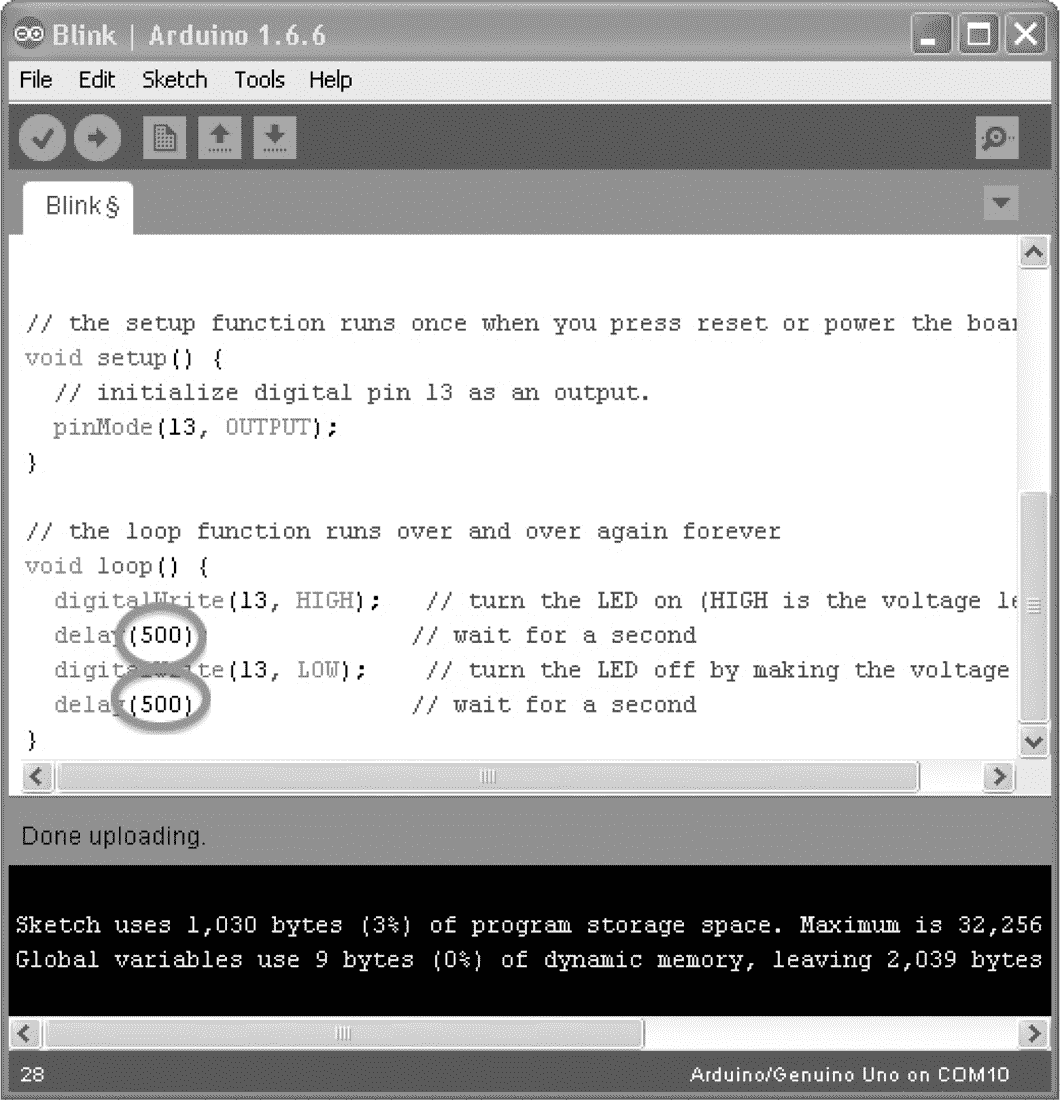 Blink | Arduino 1.6.6
File Edit Sketch Tools Help
Blink §
// the setup function runs once when you press reset or power the boar
void setup() {
// initialize digital pin 13 as an output.
pinMode(13, OUTPUT);
}
// the loop function runs over and over again forever
void loop() {
digitalWrite(13, HIGH); // turn the LED on (HIGH is the voltage le
delay(500) // wait for a second
digitalWrite(13, LOW); // turn the LED off by making the voltage
delay(500) // wait for a second
}
Done uploading.
Sketch uses 1,030 bytes (3%) of program storage space. Maximum is 32,256
Global variables use 9 bytes (0%) of dynamic memory, leaving 2,039 bytes
28 Arduino/Genuino Uno on COM10